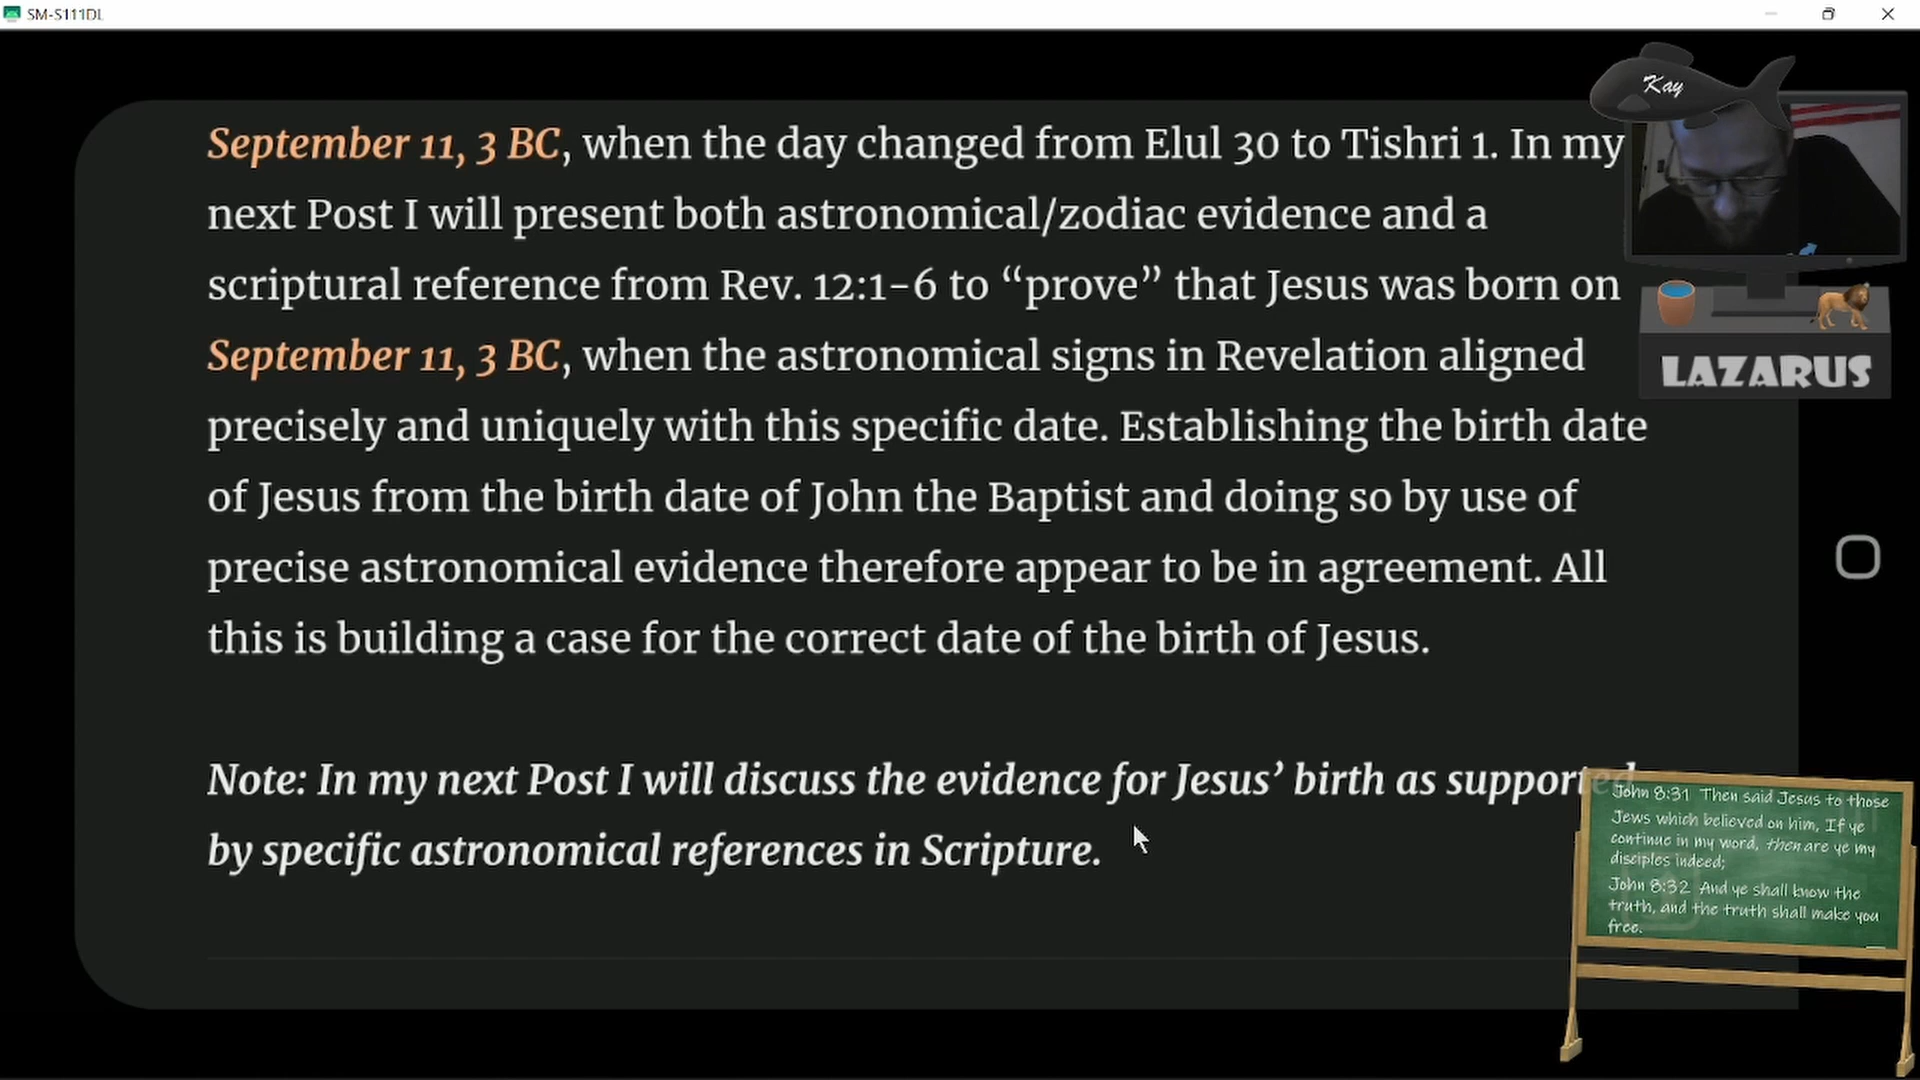 SM-S111DL
September 11, 3 BC, when the day changed from Elul 30 to Tishri 1. In my
next Post I will present both astronomical/zodiac evidence and a
scriptural reference from Rev. 12:1-6 to “prove” that Jesus was born on
September 11, 3 BC, when the astronomical signs in Revelation aligned
precisely and uniquely with this specific date. Establishing the birth date
of Jesus from the birth date of John the Baptist and doing so by use of
precise astronomical evidence therefore appear to be in agreement. All
this is building a case for the correct date of the birth of Jesus.
Note: In my next Post I will discuss the evidence for Jesus’ birth as supported
by specific astronomical references in Scripture.
Kay
LAZARUS
John 8:31 Then said Jesus to those
Jews which believed on him, If ye
continue in my word, then are ye my
disciples indeed;
John 8:32 And ye shall know the
truth, and the truth shall make you
free.